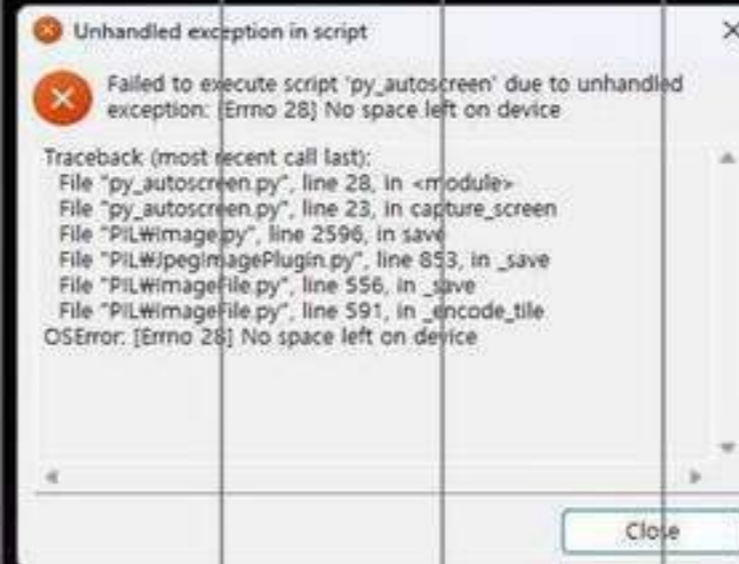 Unhandled exception in script
Failed to execute script 'py_autoscreen' due to unhandled
exception: [Errno 28] No space left on device
Traceback (most recent call last):
File "py_autoscreen.py", line 28, in <module>
File "py_autoscreen.py", line 23, in capture_screen
File "PIL₩Image.py", line 2596, in save
File "PIL₩JpegImagePlugin.py", line 853, in _save
File "PIL₩ImageFile.py", line 556, in _save
File "PIL₩ImageFile.py", line 591, in _encode_tile
OSError: [Errno 28] No space left on device
Close